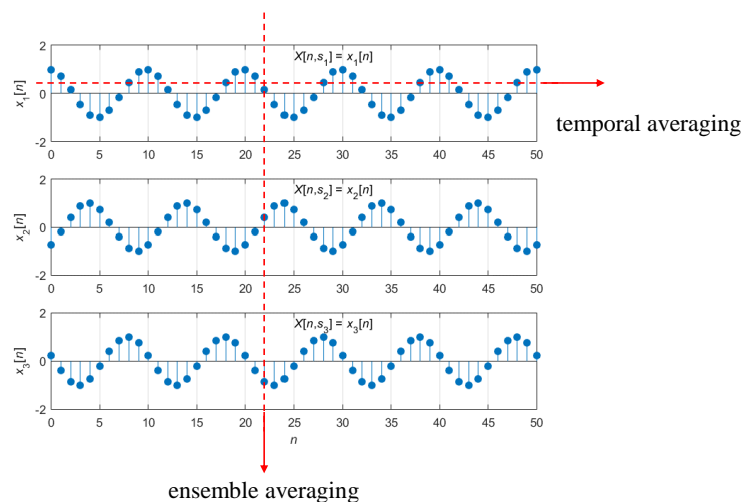 2
0
-2
x1[n]
X[n,s1] = x1[n]
0 5 10 15 20 25 30 35 40 45 50
temporal averaging
2
0
-2
x2[n]
X[n,s2] = x2[n]
0 5 10 15 20 25 30 35 40 45 50
2
0
-2
x3[n]
X[n,s3] = x3[n]
0 5 10 15 20 25 30 35 40 45 50
n
ensemble averaging